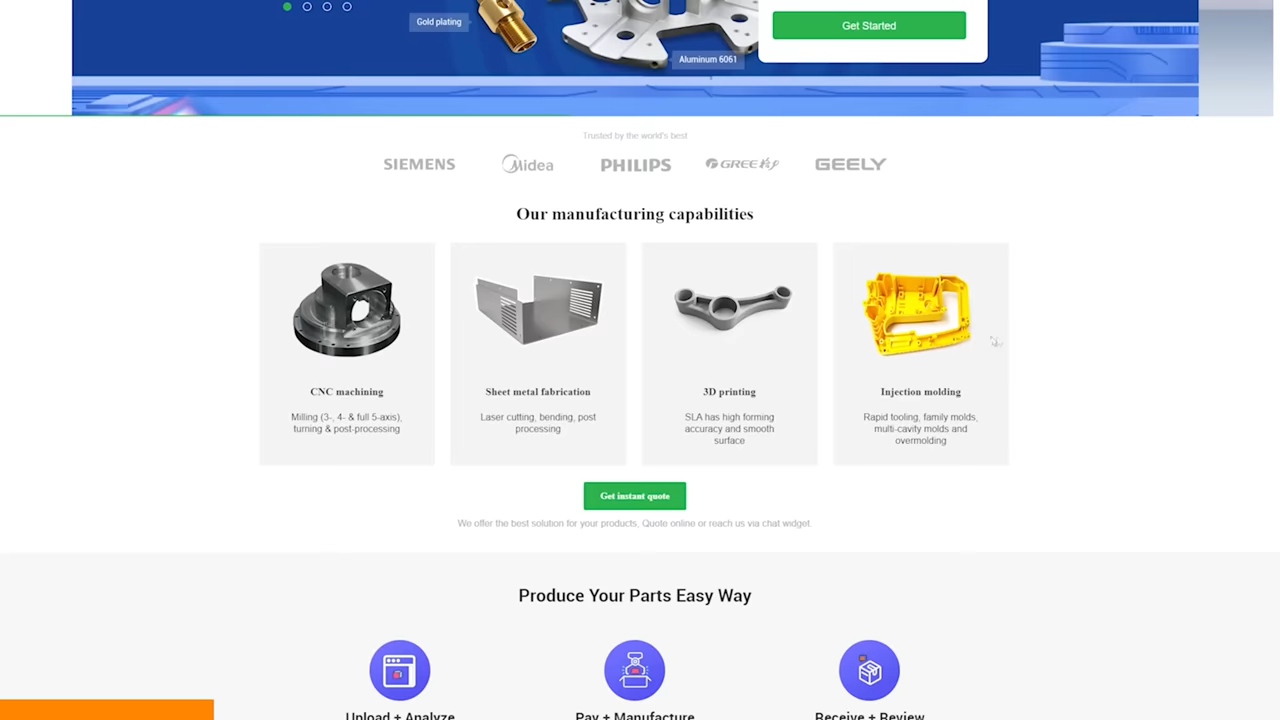 Gold plating
Get Started
Aluminum 6061
Trusted by the world's best
SIEMENS
Midea
PHILIPS
GREE
GEELY
Our manufacturing capabilities
CNC machining
Milling (3-, 4- & full 5-axis),
turning & post-processing
Sheet metal fabrication
Laser cutting, bending, post
processing
3D printing
SLA has high forming
accuracy and smooth
surface
Injection molding
Rapid tooling, family molds,
multi-cavity molds and
overmolding
Get instant quote
We offer the best solution for your products, Quote online or reach us via chat widget.
Produce Your Parts Easy Way
Upload + Analyze
Pay + Manufacture
Receive + Review